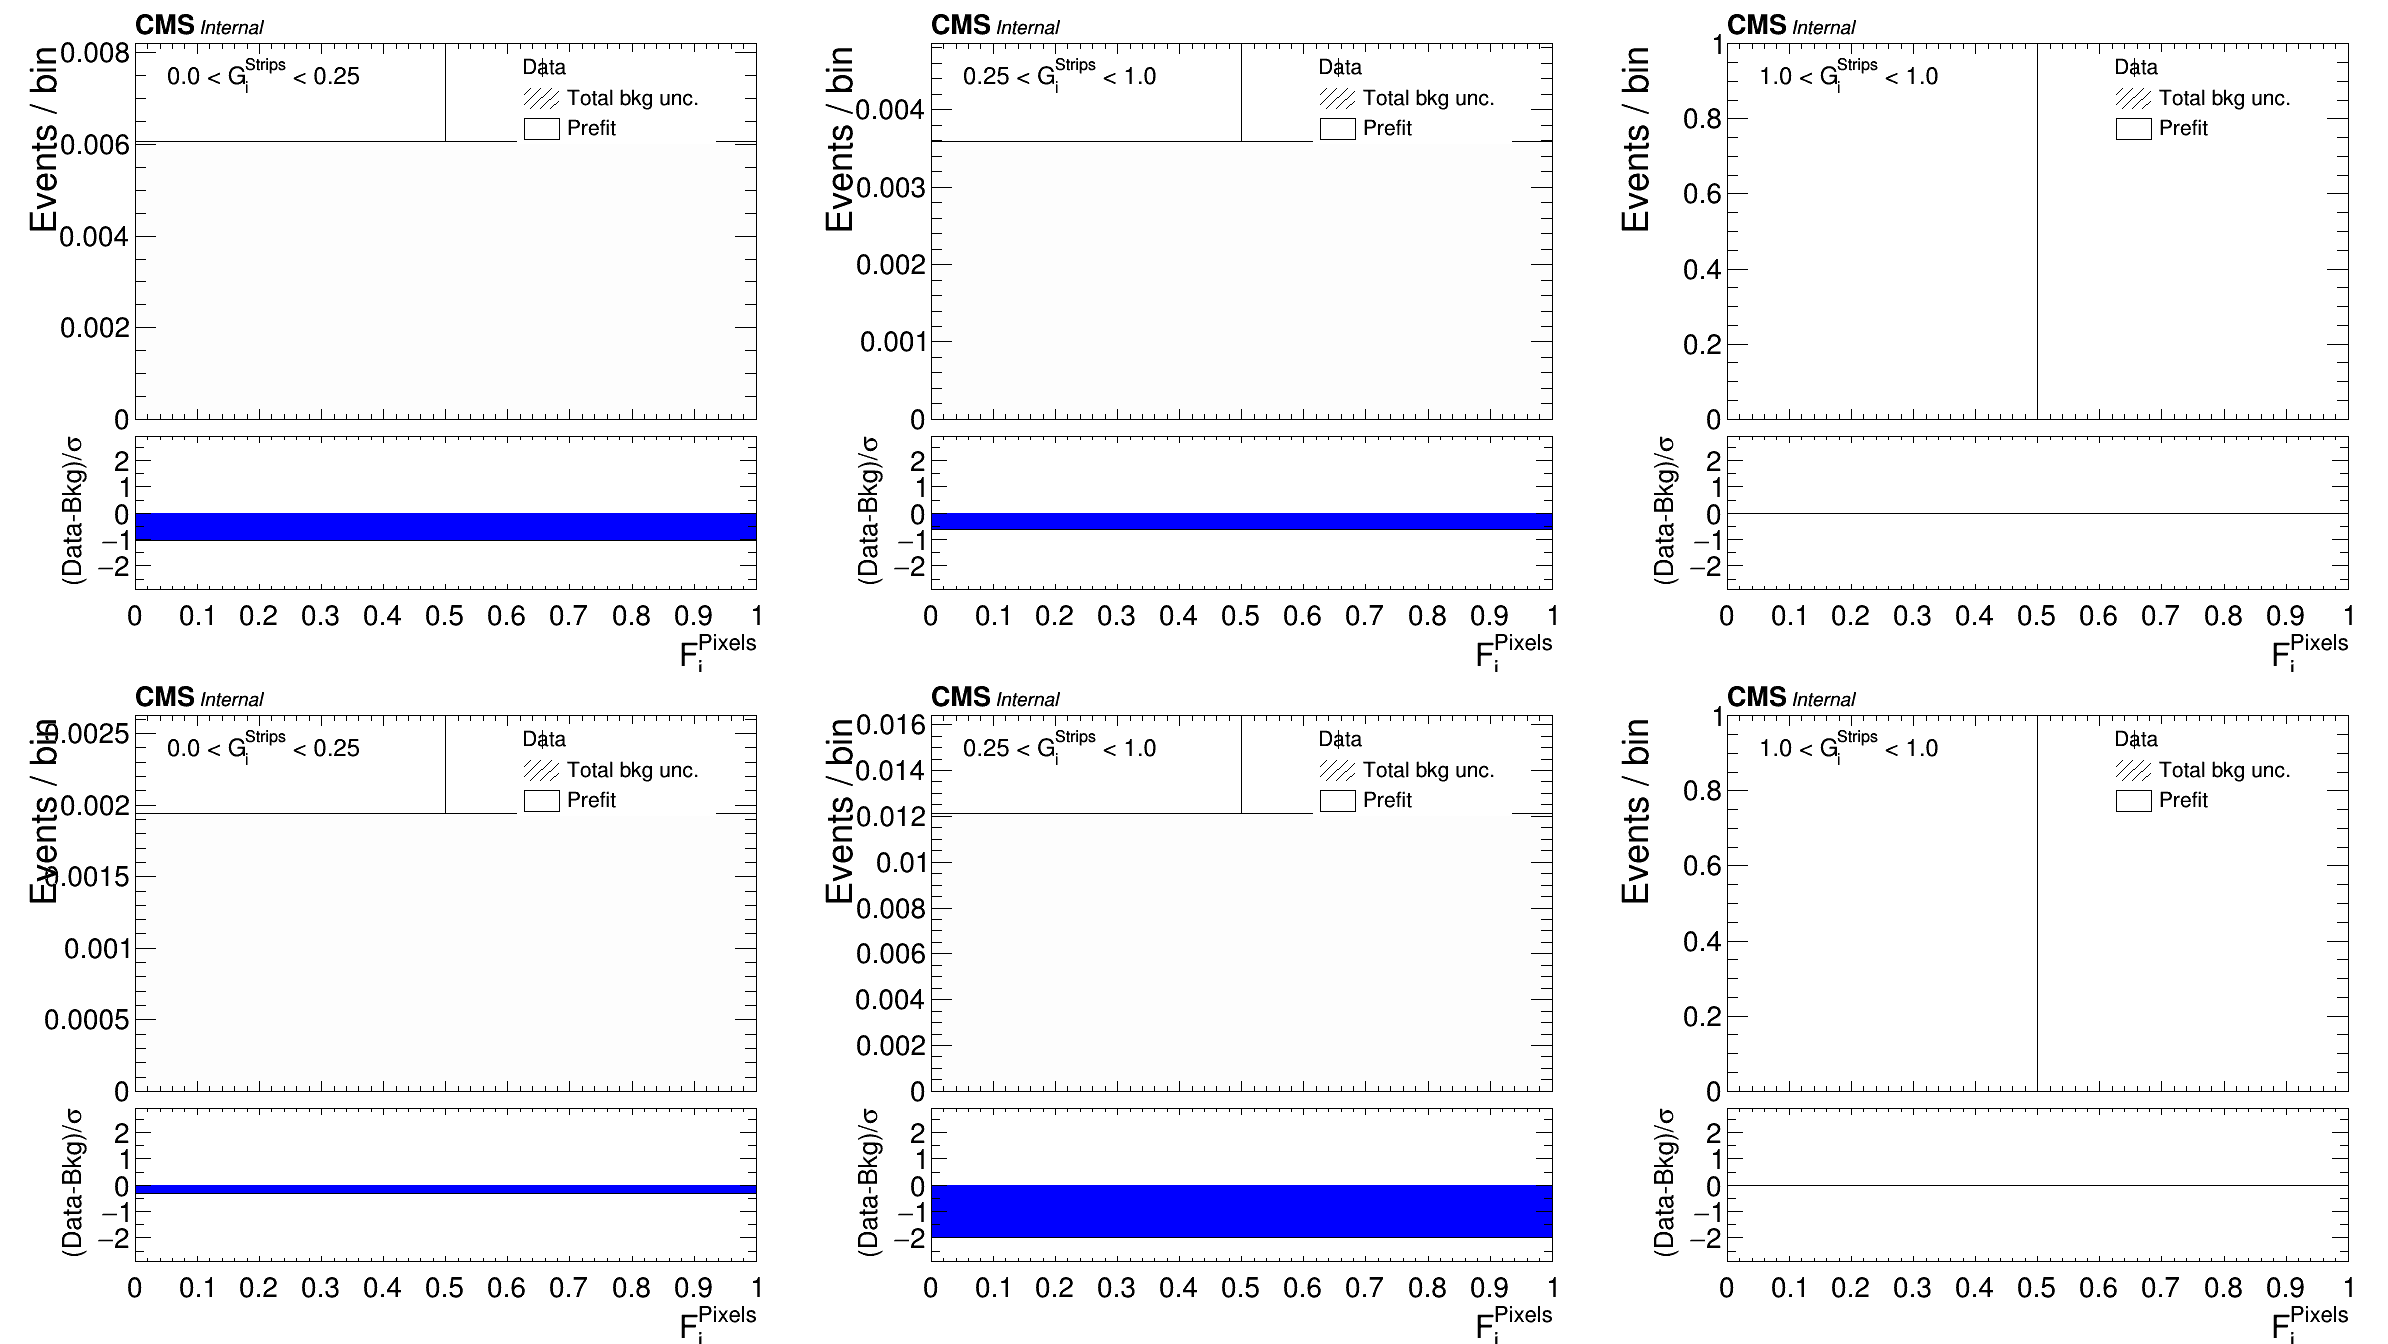 CMS Internal
Events / bin
0.008
0.006
0.004
0.002
0
0.0 < G_i^Strips < 0.25
Data
Total bkg unc.
Prefit
(Data-Bkg)/σ
2
1
0
−1
−2
0 0.1 0.2 0.3 0.4 0.5 0.6 0.7 0.8 0.9 1
F_i^Pixels
CMS Internal
Events / bin
0.004
0.003
0.002
0.001
0
0.25 < G_i^Strips < 1.0
Data
Total bkg unc.
Prefit
(Data-Bkg)/σ
2
1
0
−1
−2
0 0.1 0.2 0.3 0.4 0.5 0.6 0.7 0.8 0.9 1
F_i^Pixels
CMS Internal
Events / bin
1
0.8
0.6
0.4
0.2
0
1.0 < G_i^Strips < 1.0
Data
Total bkg unc.
Prefit
(Data-Bkg)/σ
2
1
0
−1
−2
0 0.1 0.2 0.3 0.4 0.5 0.6 0.7 0.8 0.9 1
F_i^Pixels
CMS Internal
Events / bin
0.0025
0.002
0.0015
0.001
0.0005
0
0.0 < G_i^Strips < 0.25
Data
Total bkg unc.
Prefit
(Data-Bkg)/σ
2
1
0
−1
−2
0 0.1 0.2 0.3 0.4 0.5 0.6 0.7 0.8 0.9 1
F_i^Pixels
CMS Internal
Events / bin
0.016
0.014
0.012
0.01
0.008
0.006
0.004
0.002
0
0.25 < G_i^Strips < 1.0
Data
Total bkg unc.
Prefit
(Data-Bkg)/σ
2
1
0
−1
−2
0 0.1 0.2 0.3 0.4 0.5 0.6 0.7 0.8 0.9 1
F_i^Pixels
CMS Internal
Events / bin
1
0.8
0.6
0.4
0.2
0
1.0 < G_i^Strips < 1.0
Data
Total bkg unc.
Prefit
(Data-Bkg)/σ
2
1
0
−1
−2
0 0.1 0.2 0.3 0.4 0.5 0.6 0.7 0.8 0.9 1
F_i^Pixels